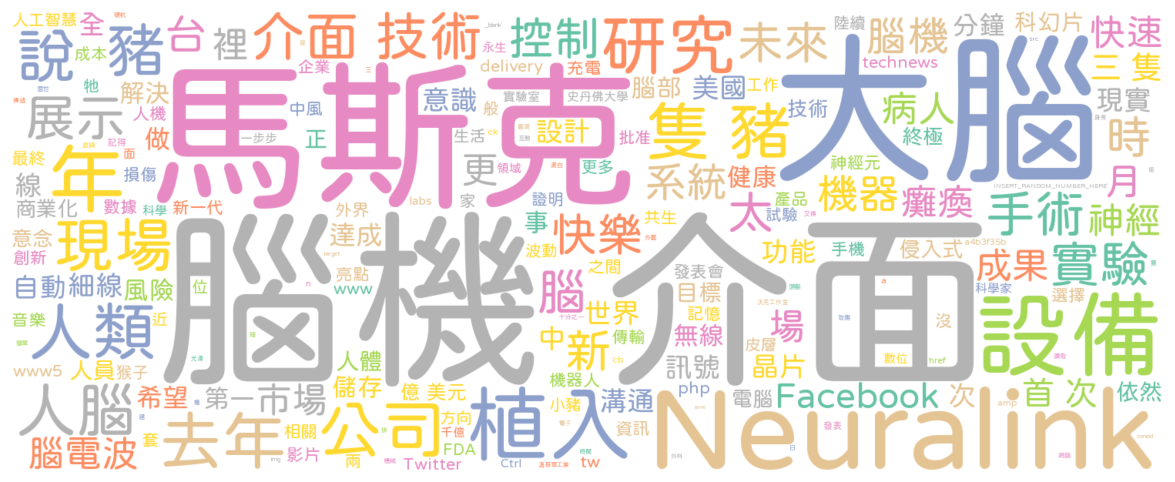 人工智慧 全 台 裡 介面 技術 控制 研究 未來 腦機 陸續 分鐘 科幻片 快速
說 豬 成本 企業 delivery 充電 technews 三 隻
牠 解決 人機 中風 意識 般 實驗室 史丹佛大學 腦部 美國 工作 病人 現實
展示 做 馬斯克 設計 批准 隻 豬 大腦 技術 終極 時
一步步 正 生活 ck
最終 年 記得 面 損傷 更 領域 更多 系統 健康 神經元 機器 癱瘓 月 INSERT_RANDOM_NUMBER_HERE
線 商業化 數據 科學 新一代 labs 家 證明 太 產品 試驗 手術 神經
意念 現場 外界 達成 事 快樂 共生 功能 手機 侵入式 a4b3f35b
創新 腦機介面 波動 之間 發表會 成果 實驗
自動 細線 風險 位 亮點 www 腦 目標 科學家 選擇
音樂 近 人類 十分之一 世界 記憶 無線 場 沒 設備
中 新 傳輸 皮層
www5 人員 猴子 人體 cb 訊號 晶片 數位 href
人腦 希望 第一 市場 儲存 億 美元 機器人 php 電腦 Facebook 次 amp 首 次 依然
腦電波 套 去年 相關 公司 方向 植入 小豬 溝通 Neuralink
千億 資訊 發表
影片 兩 FDA Twitter Ctrl tw